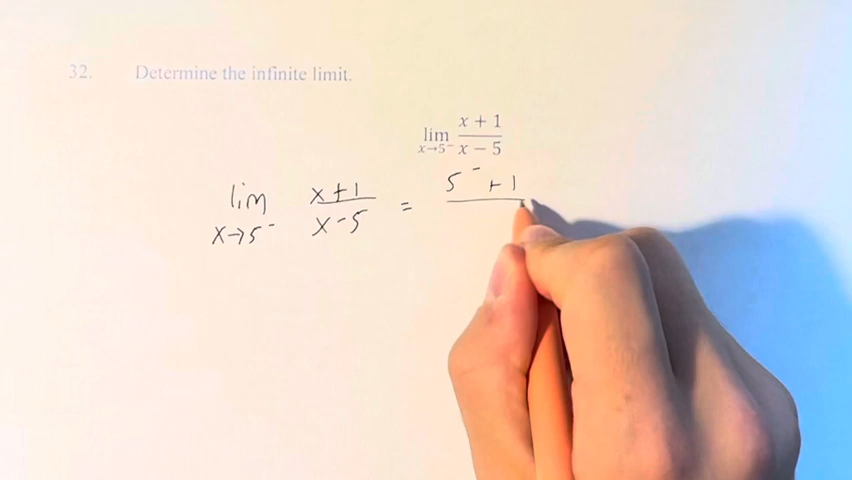 32. Determine the infinite limit.
lim x→5⁻ (x + 1)/(x − 5)
lim x→5⁻ (x+1)/(x-5) = 5⁻ +1